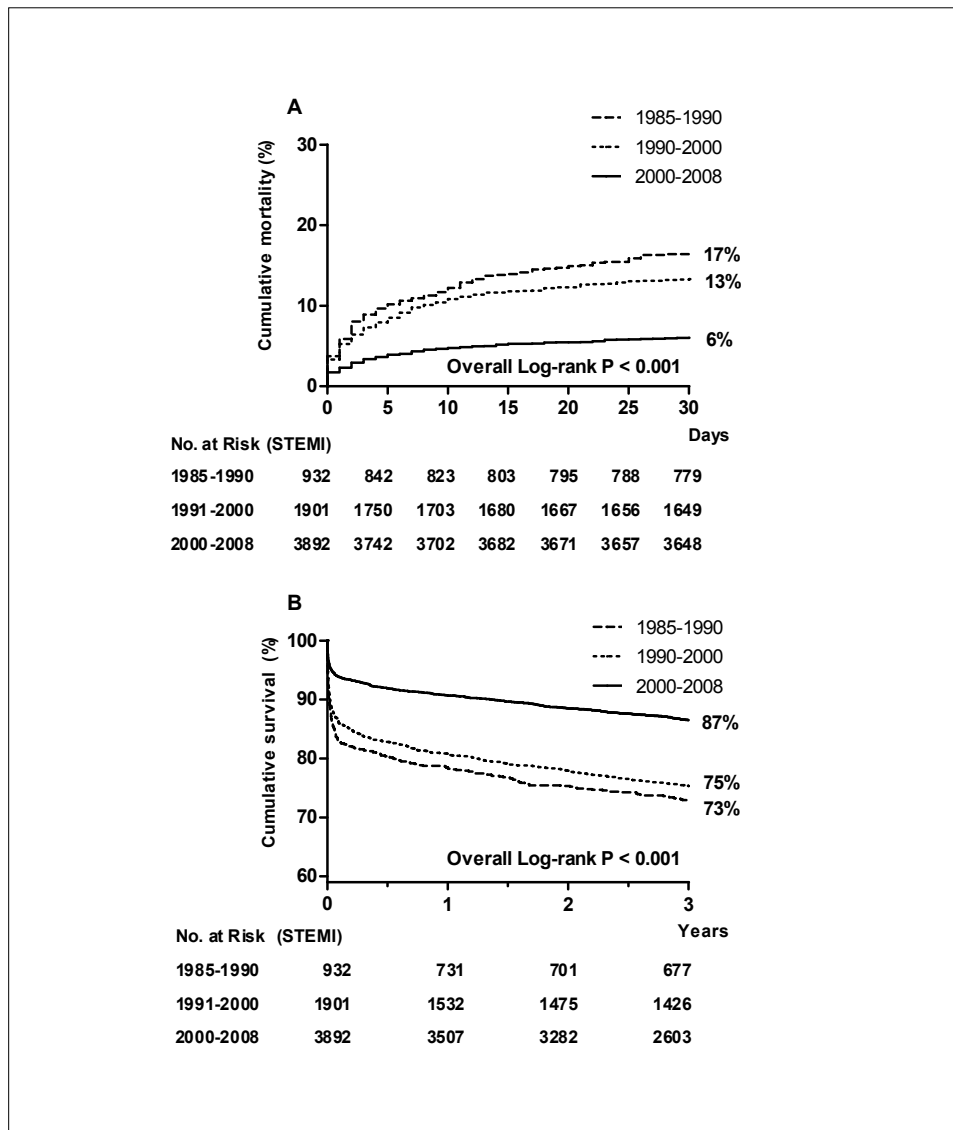 A
1985-1990
1990-2000
2000-2008
Cumulative mortality (%)
30
20
10
0
17%
13%
6%
Overall Log-rank P < 0.001
0 5 10 15 20 25 30
Days
No. at Risk (STEMI)
1985-1990 932 842 823 803 795 788 779
1991-2000 1901 1750 1703 1680 1667 1656 1649
2000-2008 3892 3742 3702 3682 3671 3657 3648
B
1985-1990
1990-2000
2000-2008
Cumulative survival (%)
100
90
80
70
60
87%
75%
73%
Overall Log-rank P < 0.001
0 1 2 3
Years
No. at Risk (STEMI)
1985-1990 932 731 701 677
1991-2000 1901 1532 1475 1426
2000-2008 3892 3507 3282 2603